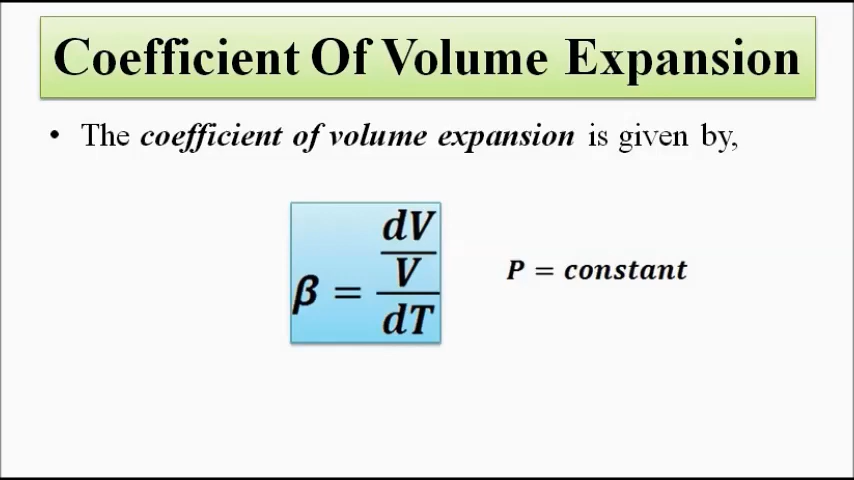 Coefficient Of Volume Expansion
• The coefficient of volume expansion is given by,
β = dV/V/dT
P = constant